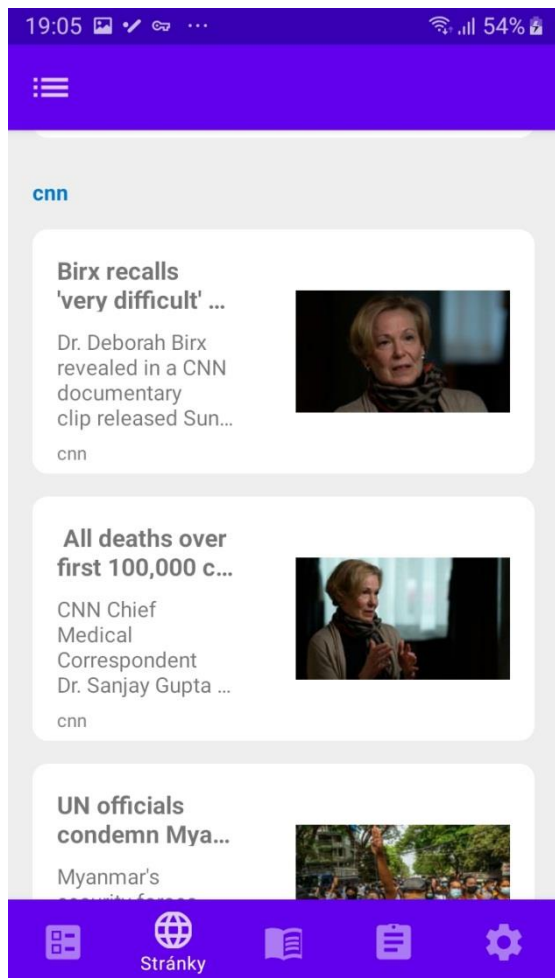 19:05 54%
cnn
Birx recalls
'very difficult' ...
Dr. Deborah Birx
revealed in a CNN
documentary
clip released Sun...
cnn
All deaths over
first 100,000 c...
CNN Chief
Medical
Correspondent
Dr. Sanjay Gupta ...
cnn
UN officials
condemn Mya...
Myanmar's
security forces
Stránky